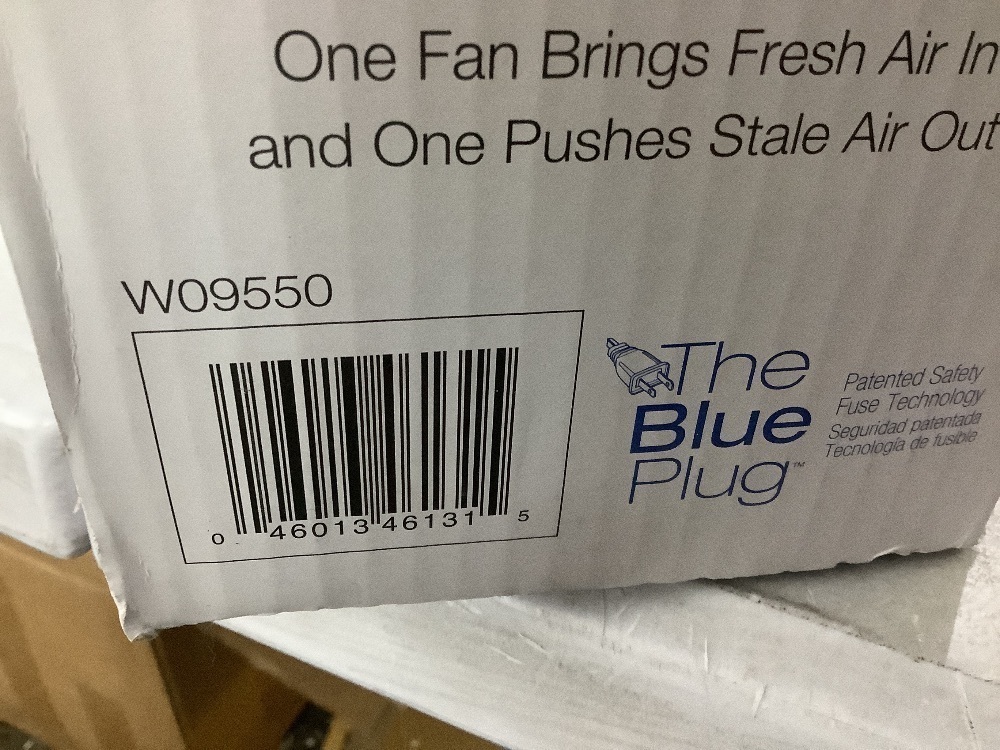 One Fan Brings Fresh Air In
and One Pushes Stale Air Out
W09550
0 46013 46131 5
The
Blue
Plug™
Patented Safety
Fuse Technology
Seguridad patentada
Tecnología de fusible